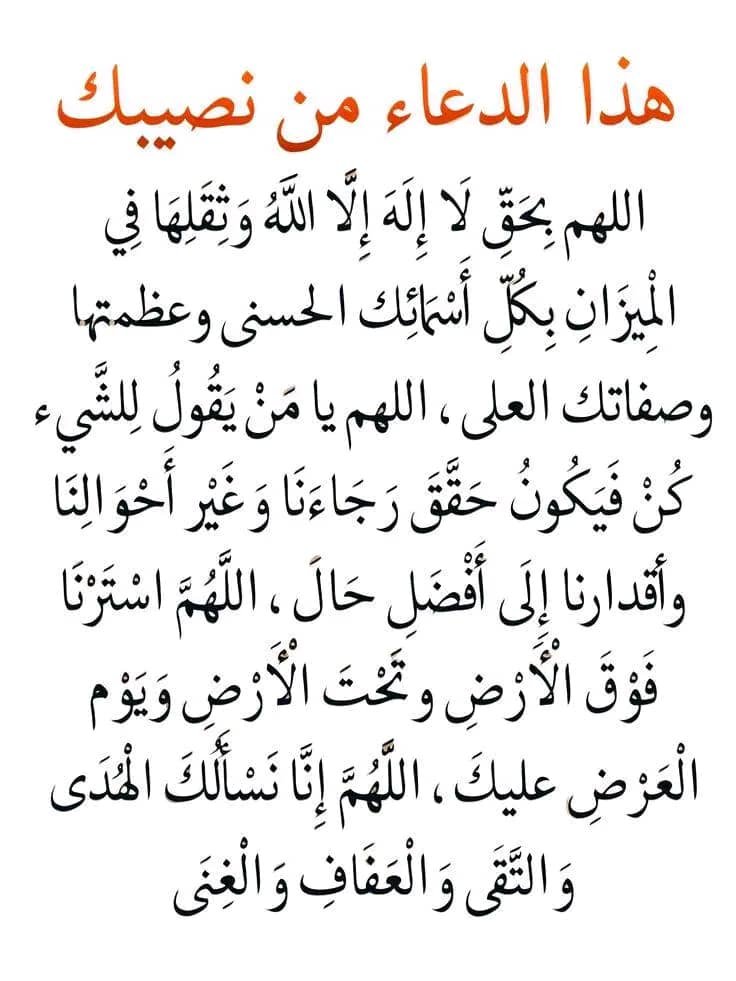 هذا الدعاء من نصيبك
اللهم بِحَقِّ لَا إِلَهَ إِلَّا اللَّهُ وَثِقَلِهَا فِي
الْمِيزَانِ بِكُلِّ أَسْمَائِك الحسنى وعظمتها
وصفاتك العلى ، اللهم يا مَنْ يَقُولُ لِلشَّيء
كُنْ فَيَكُونُ حَقَّقَ رَجَاءَنَا وَغَيْر أَحْوَالِنَا
وأقدارنا إِلَى أَفْضَلِ حَالَ ، اللَّهُمَّ اسْتَرْنَا
فَوْقَ الْأَرْضِ وتَحْتَ الْأَرْضِ وَيَوْم
الْعَرْضِ عليكَ ، اللَّهُمَّ إِنَّا نَسْأَلُكَ الْهُدَى
وَالتَّقَى وَالْعَفَافِ وَالْغِنَى